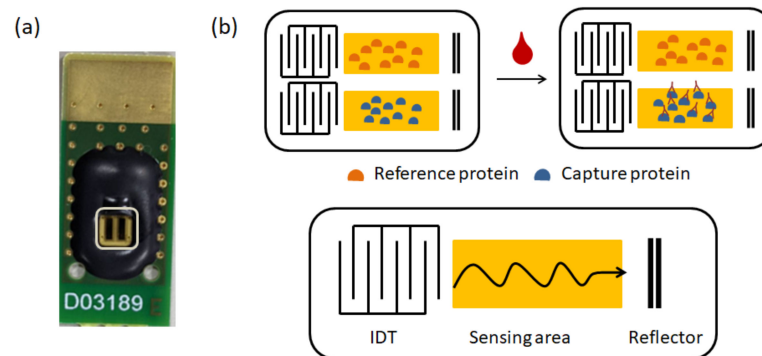 (a)
(b)
Reference protein
Capture protein
D03189
IDT
Sensing area
Reflector